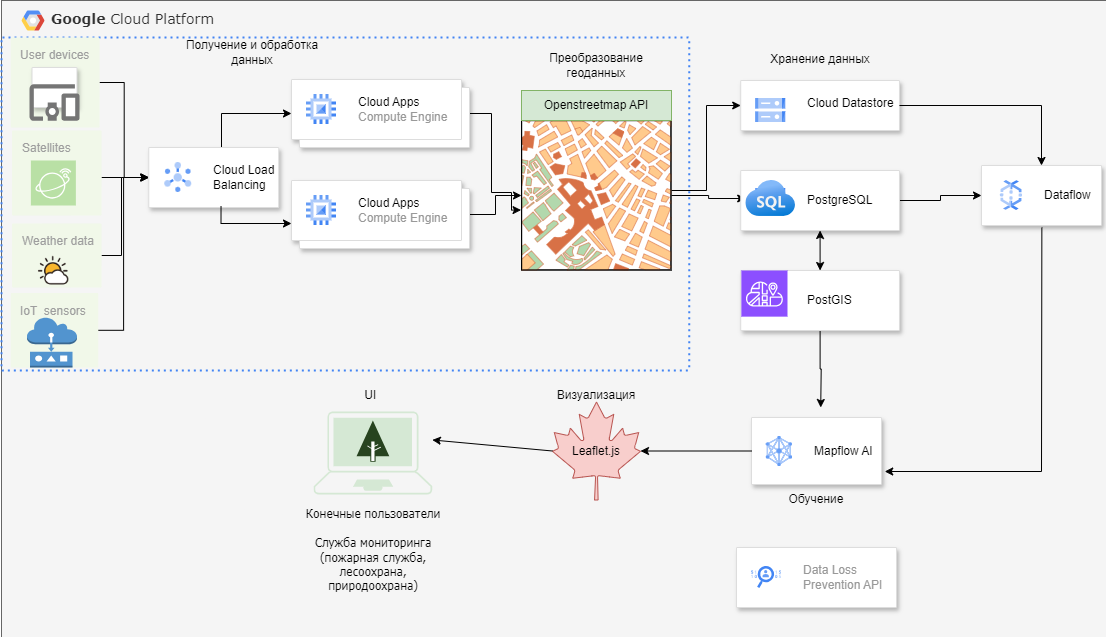 Google Cloud Platform
User devices
Satellites
Weather data
IoT sensors
Получение и обработка
данных
Cloud Load
Balancing
Cloud Apps
Compute Engine
Cloud Apps
Compute Engine
Преобразование
геоданных
Openstreetmap API
Хранение данных
Cloud Datastore
SQL
PostgreSQL
PostGIS
Dataflow
Mapflow AI
Обучение
Визуализация
Leaflet.js
UI
Конечные пользователи
Служба мониторинга
(пожарная служба,
лесоохрана,
природоохрана)
Data Loss
Prevention API